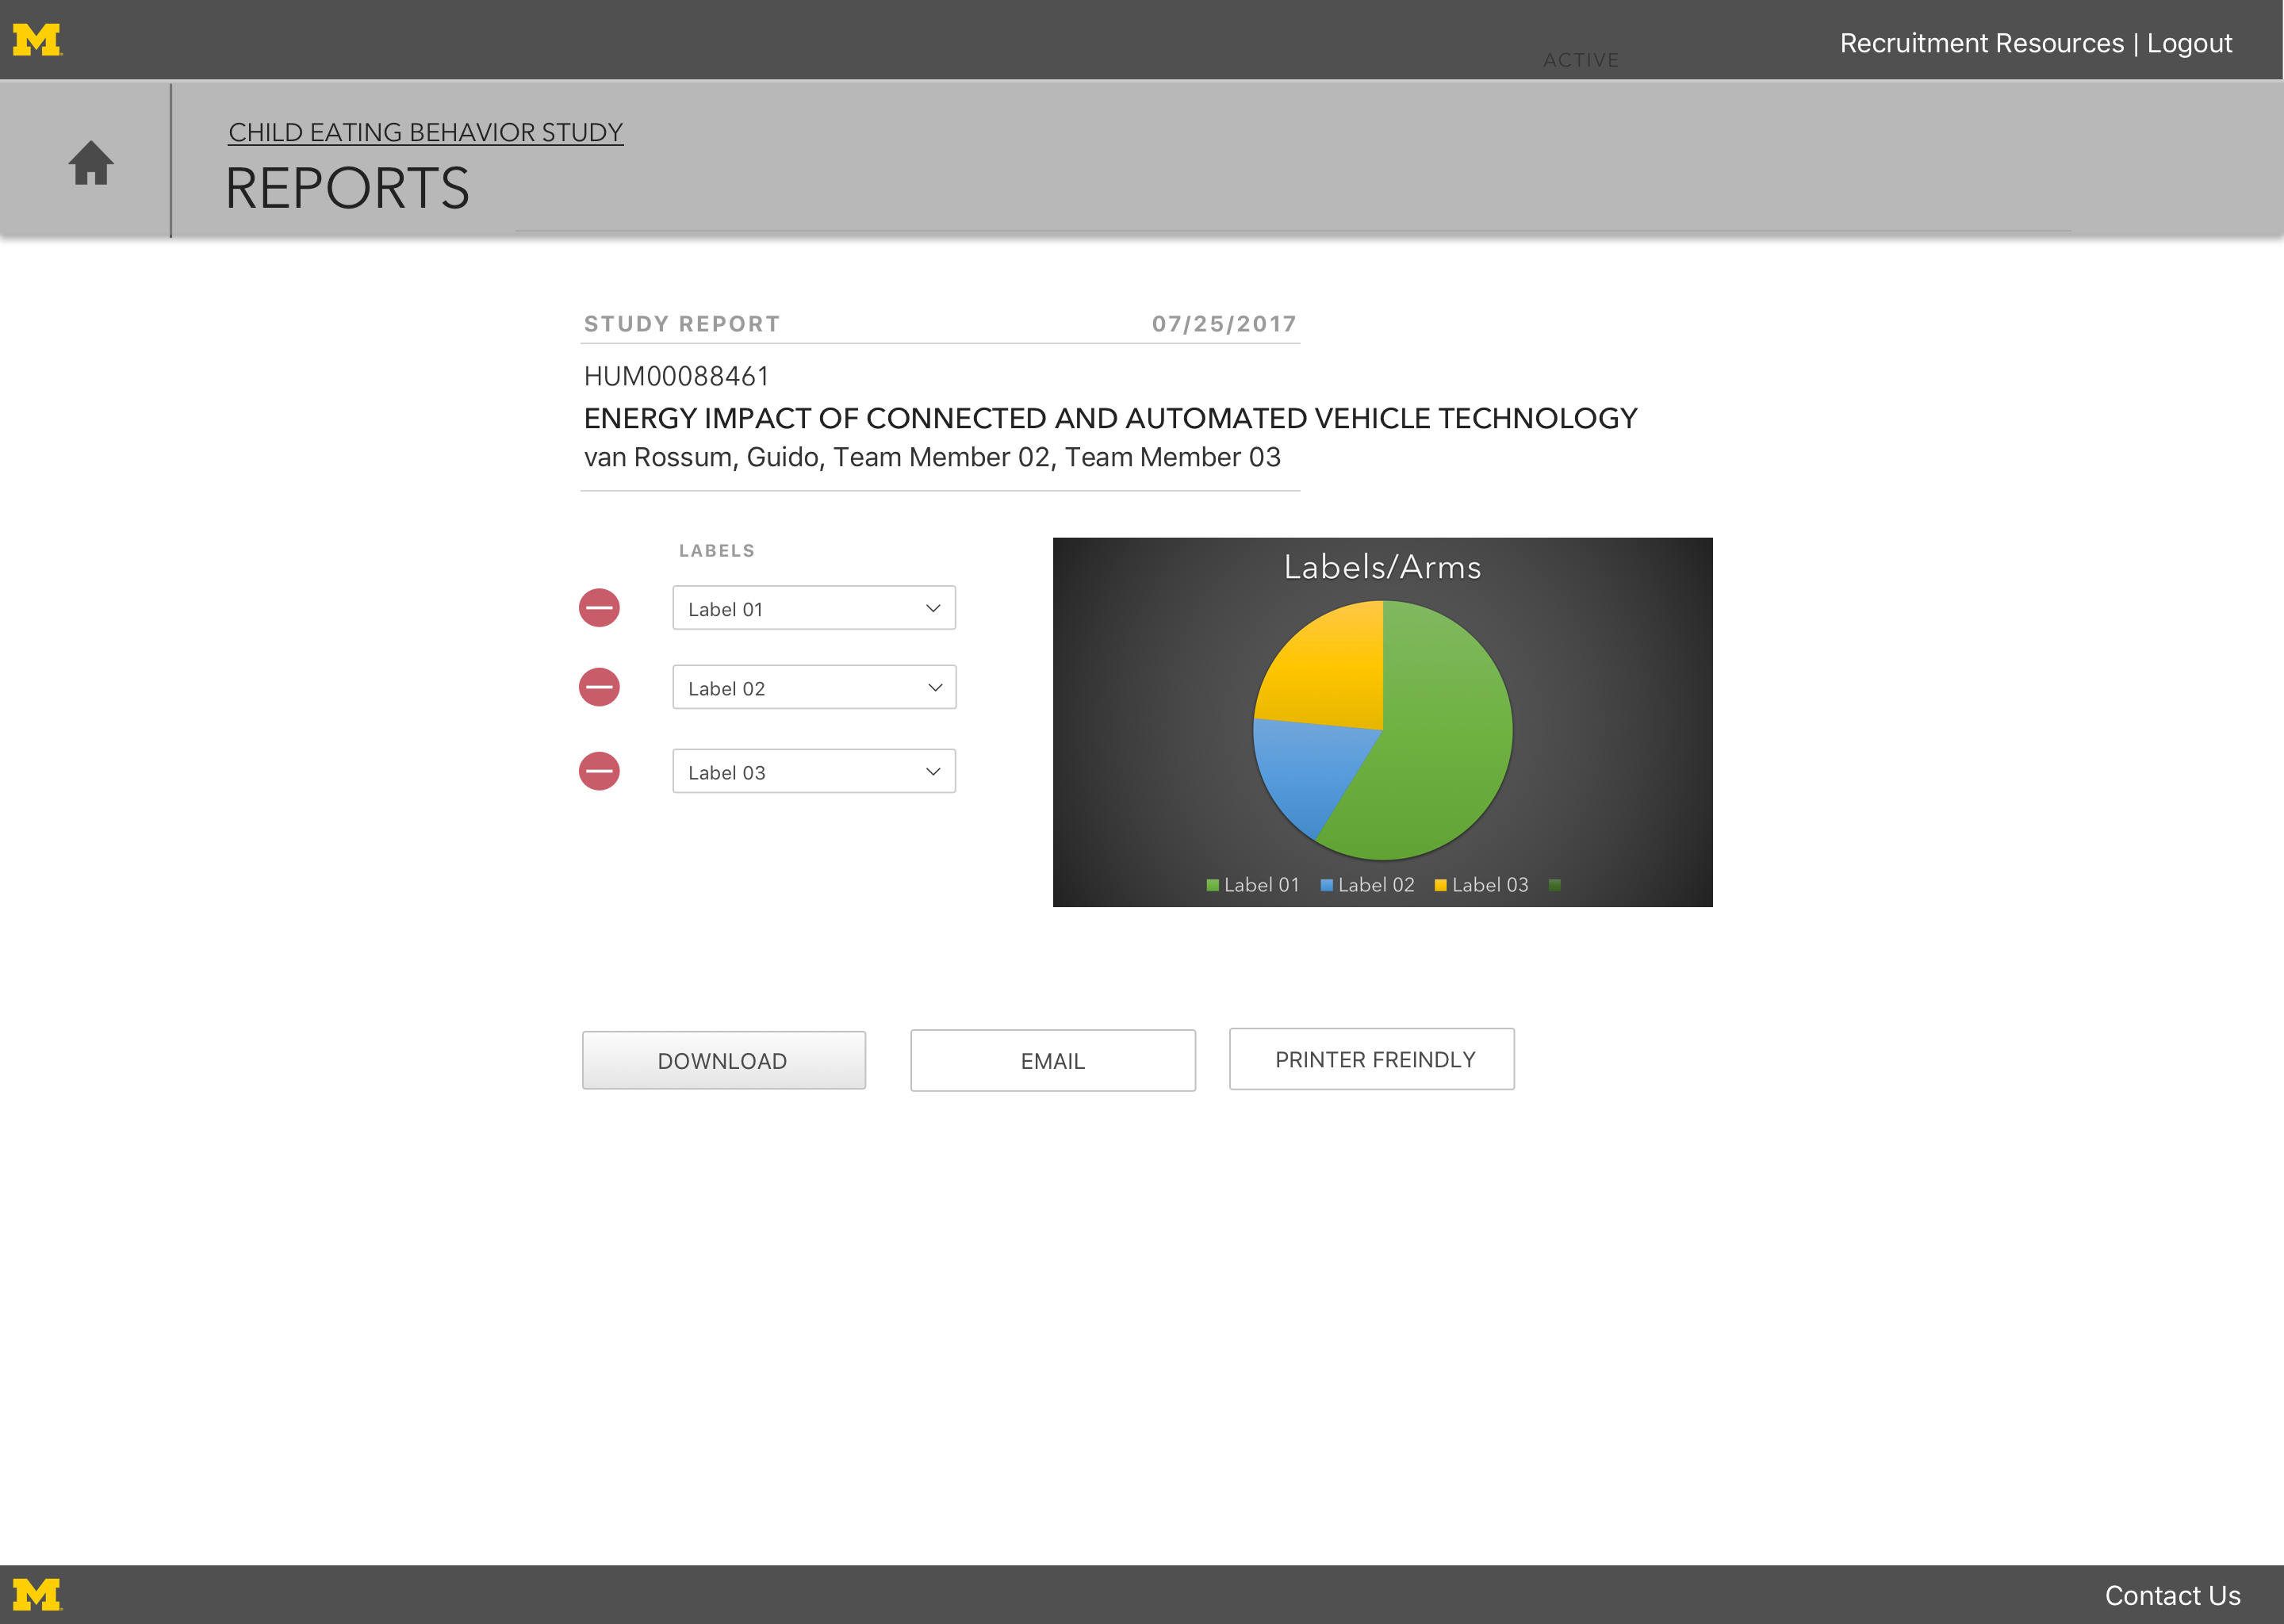 M
ACTIVE
Recruitment Resources | Logout
CHILD EATING BEHAVIOR STUDY
REPORTS
STUDY REPORT 07/25/2017
HUM00088461
ENERGY IMPACT OF CONNECTED AND AUTOMATED VEHICLE TECHNOLOGY
van Rossum, Guido, Team Member 02, Team Member 03
LABELS
Label 01
Label 02
Label 03
Labels/Arms
Label 01 Label 02 Label 03
DOWNLOAD EMAIL PRINTER FREINDLY
M
Contact Us